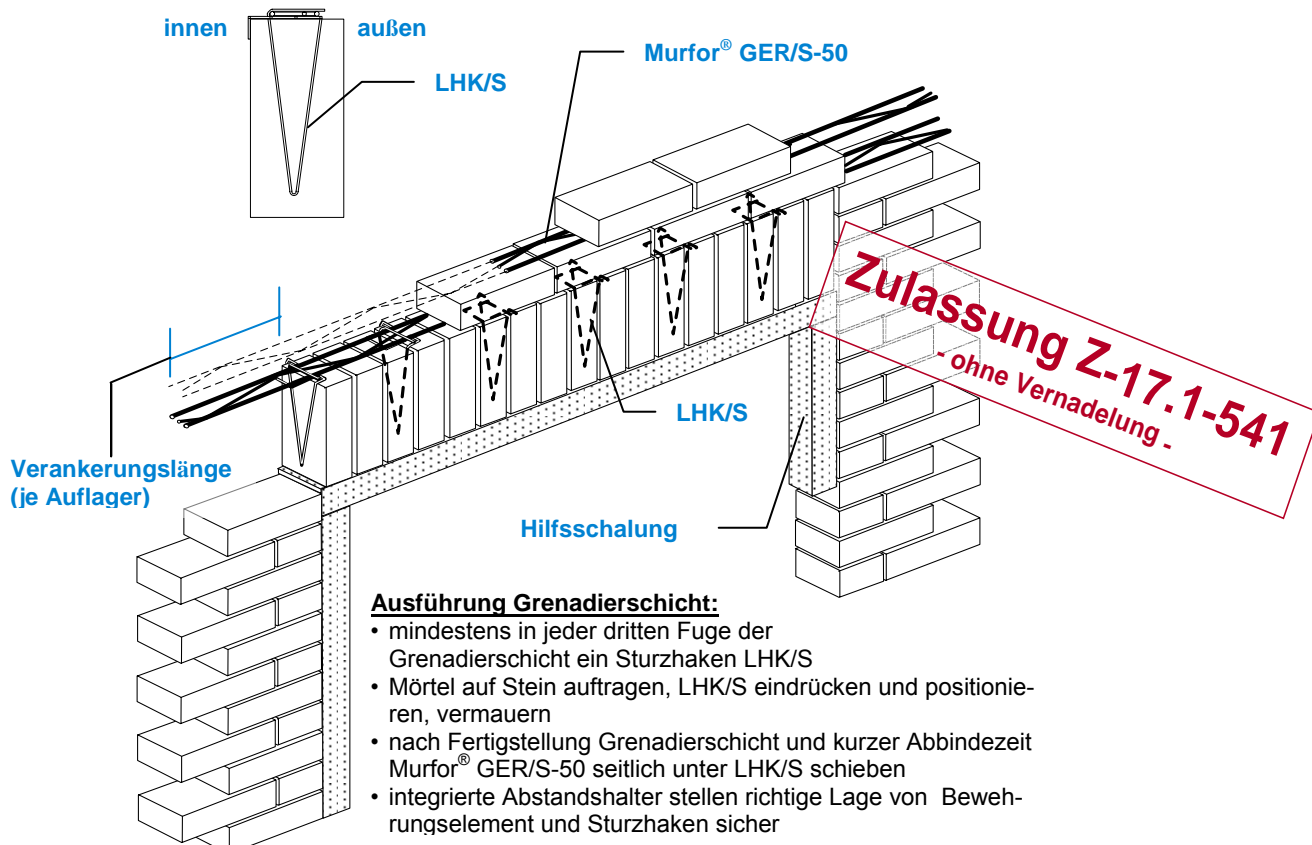 innen
außen
Murfor® GER/S-50
LHK/S
Zulassung Z-17.1-541
- ohne Vernadelung -
LHK/S
Verankerungslänge
(je Auflager)
Hilfsschalung
Ausführung Grenadierschicht:
• mindestens in jeder dritten Fuge der
Grenadierschicht ein Sturzhaken LHK/S
• Mörtel auf Stein auftragen, LHK/S eindrücken und positionie-
ren, vermauern
• nach Fertigstellung Grenadierschicht und kurzer Abbindezeit
Murfor® GER/S-50 seitlich unter LHK/S schieben
• integrierte Abstandshalter stellen richtige Lage von Beweh-
rungselement und Sturzhaken sicher